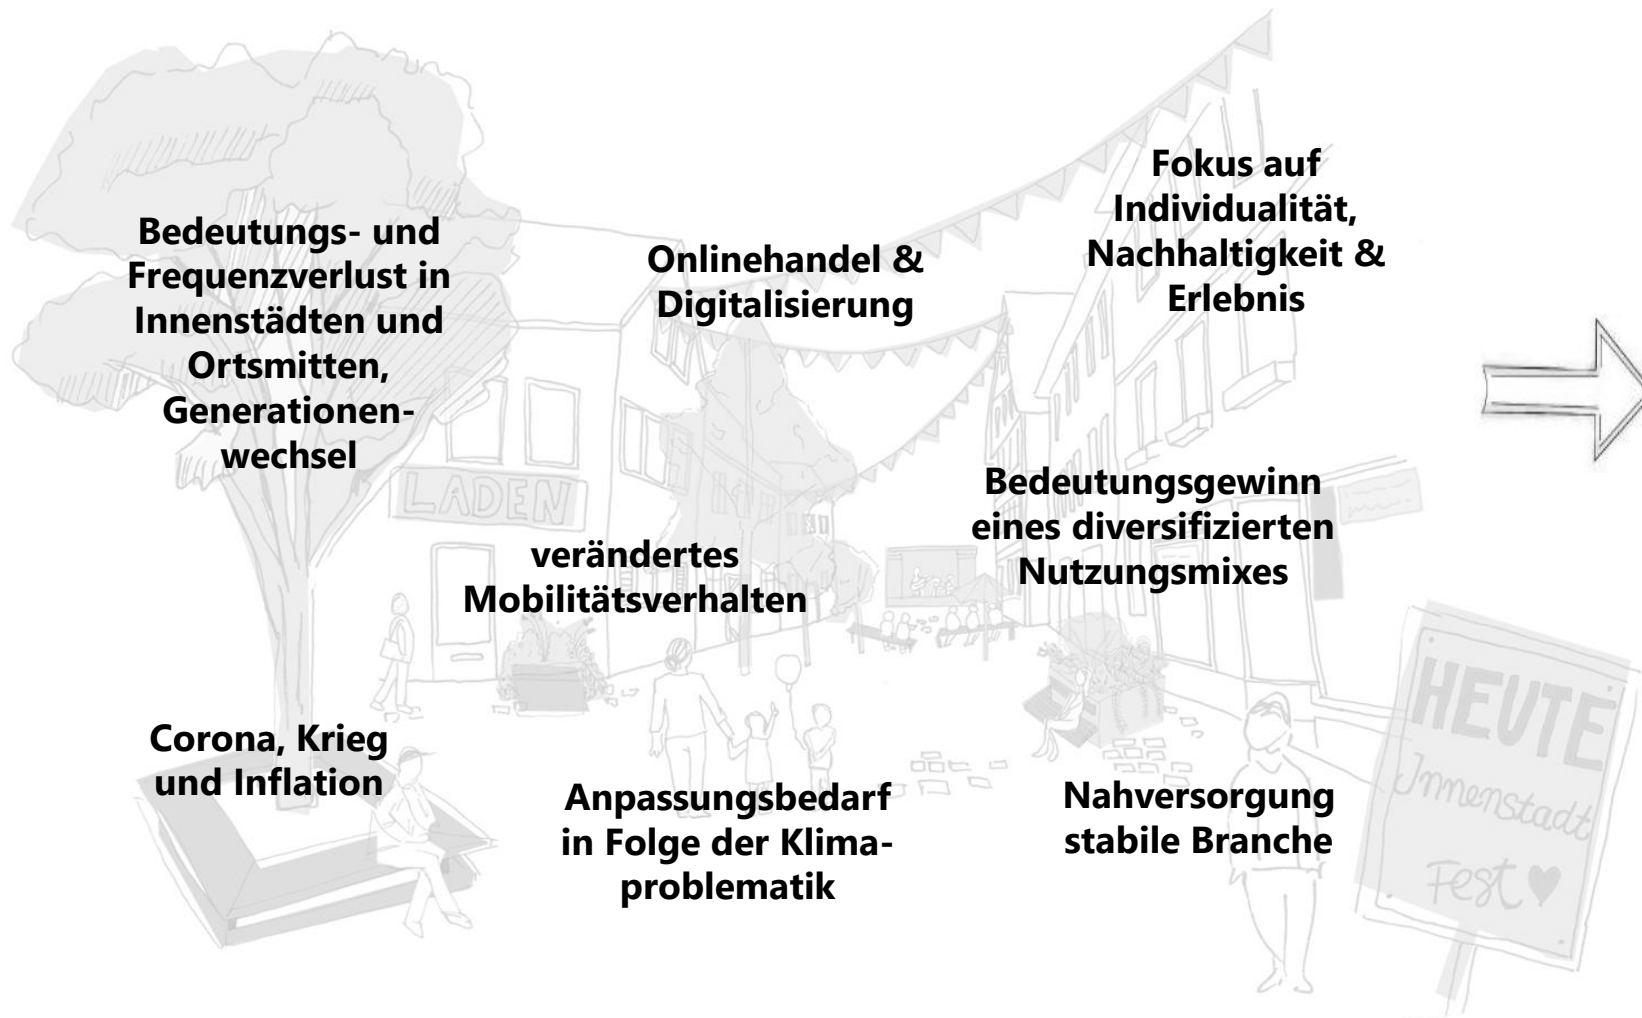 Bedeutungs- und
Frequenzverlust in
Innenstädten und
Ortsmitten,
Generationen-
wechsel
Onlinehandel &
Digitalisierung
Fokus auf
Individualität,
Nachhaltigkeit &
Erlebnis
LADEN
verändertes
Mobilitätsverhalten
Bedeutungsgewinn
eines diversifizierten
Nutzungsmixes
Corona, Krieg
und Inflation
Anpassungsbedarf
in Folge der Klima-
problematik
Nahversorgung
stabile Branche
HEUTE
Innenstadt
Fest ♥